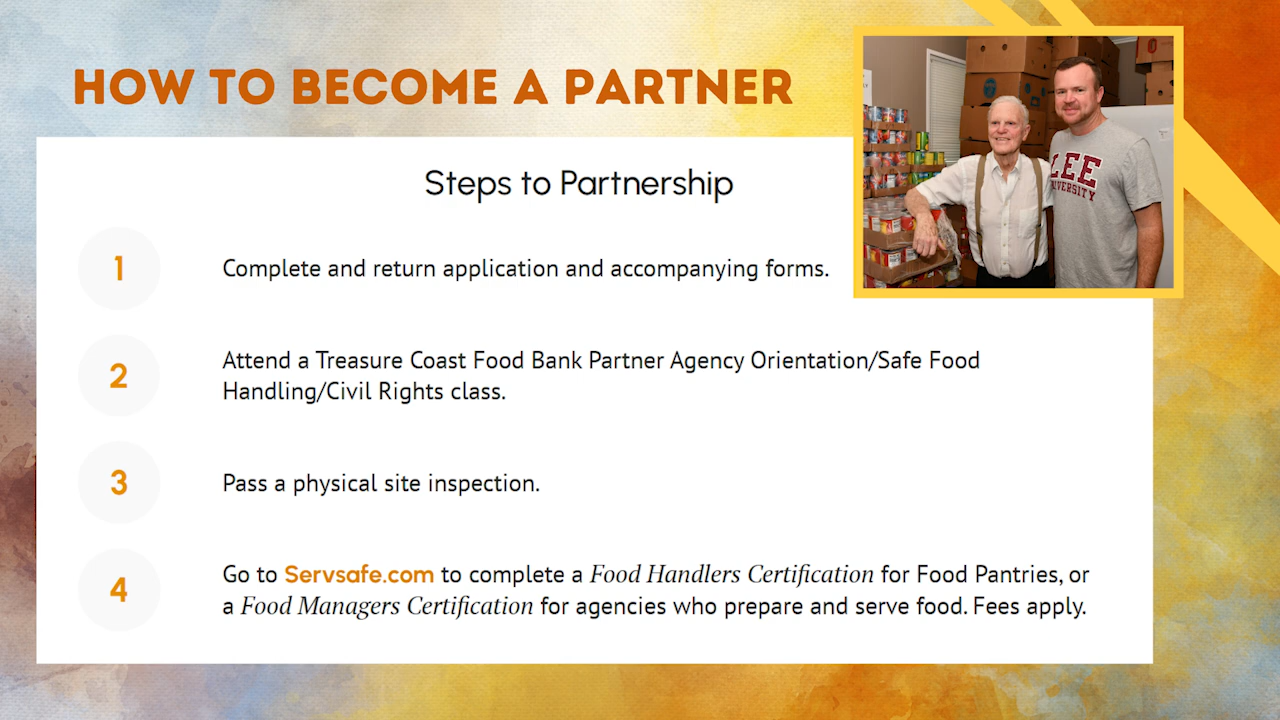 HOW TO BECOME A PARTNER
Steps to Partnership
1
Complete and return application and accompanying forms.
2
Attend a Treasure Coast Food Bank Partner Agency Orientation/Safe Food
Handling/Civil Rights class.
3
Pass a physical site inspection.
4
Go to Servsafe.com to complete a Food Handlers Certification for Food Pantries, or
a Food Managers Certification for agencies who prepare and serve food. Fees apply.
LEE
UNIVERSITY